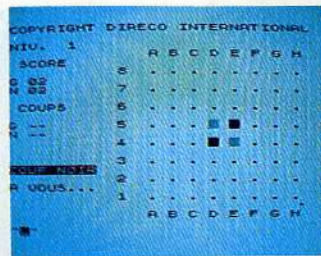 COPYRIGHT DIRECO INTERNATIONAL
NIV. 1
A B C D E F G H
SCORE
8
G 02
7
N 02
6
COUPS
5
G --
N --
4
COUP NOIR
3
A VOUS...
2
1
A B C D E F G H